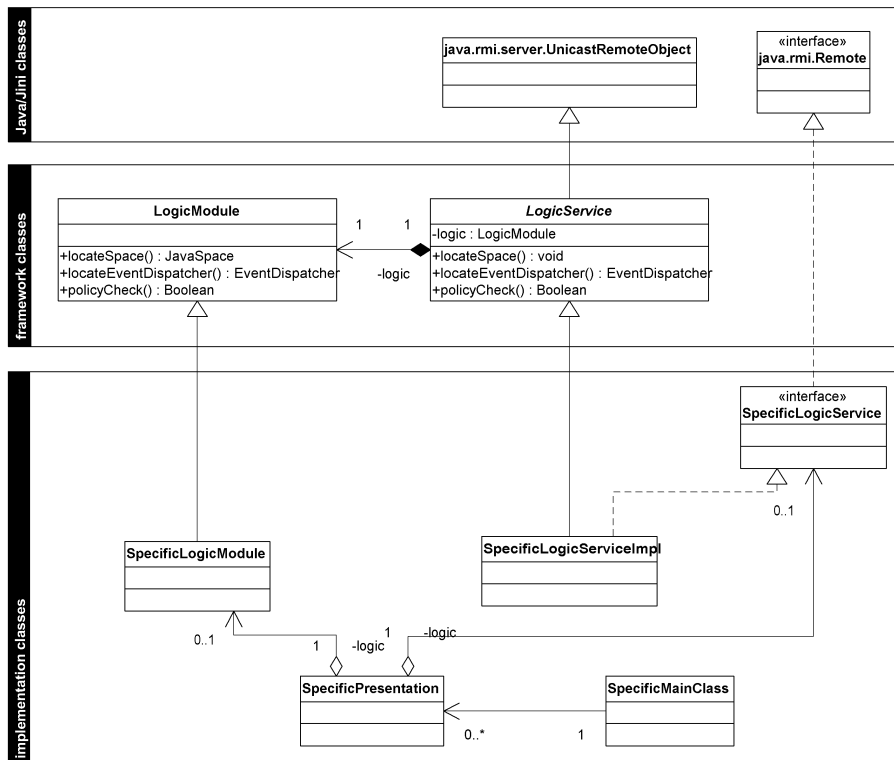 Java/Jini classes
java.rmi.server.UnicastRemoteObject
«interface»
java.rmi.Remote
framework classes
LogicModule
+locateSpace() : JavaSpace
+locateEventDispatcher() : EventDispatcher
+policyCheck() : Boolean
1
1
-logic
LogicService
-logic : LogicModule
+locateSpace() : void
+locateEventDispatcher() : EventDispatcher
+policyCheck() : Boolean
implementation classes
«interface»
SpecificLogicService
0..1
SpecificLogicModule
SpecificLogicServiceImpl
0..1
1
-logic
1
-logic
SpecificPresentation
SpecificMainClass
0..*
1